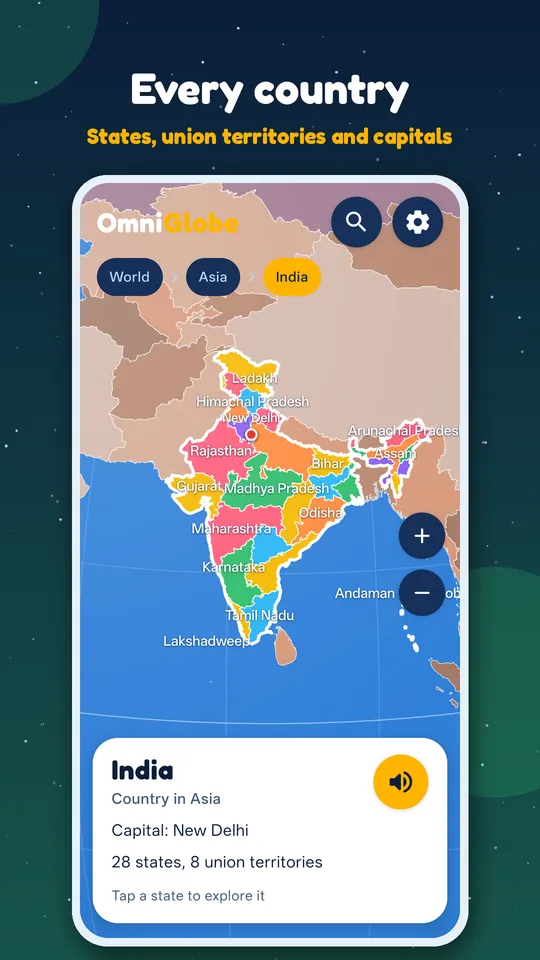 Every country
States, union territories and capitals
OmniGlobe
World
Asia
India
Ladakh
Himachal Pradesh
New Delhi
Arunachal Prades
Rajasthan
Assam
Bihar
Gujarat
Madhya Pradesh
Odisha
Maharashtra
Karnataka
Andaman
ob
Tamil Nadu
Lakshadweep
India
Country in Asia
Capital: New Delhi
28 states, 8 union territories
Tap a state to explore it